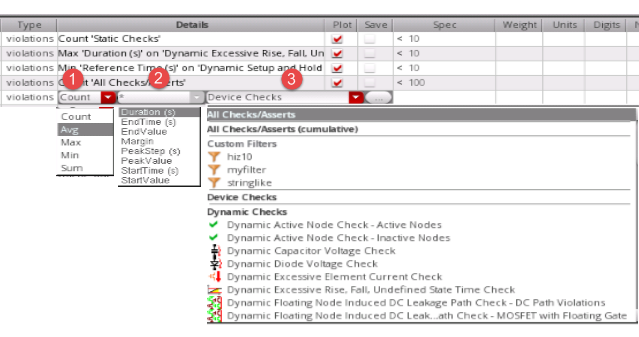 Type Details Plot Save Spec Weight Units Digits
violations Count 'Static Checks' < 10
violations Max 'Duration (s)' on 'Dynamic Excessive Rise, Fall, Un < 10
violations Min 'Reference Time (s)' on 'Dynamic Setup and Hold < 10
violations 'All Checks/Asserts' < 100
1 2 3
violations Count * Device Checks ...
Count
Avg
Max
Min
Sum
Duration (s)
EndTime (s)
EndValue
Margin
PeakStep (s)
PeakValue
StartTime (s)
StartValue
All Checks/Asserts
All Checks/Asserts (cumulative)
Custom Filters
hiz10
myfilter
stringlike
Device Checks
Dynamic Checks
Dynamic Active Node Check - Active Nodes
Dynamic Active Node Check - Inactive Nodes
Dynamic Capacitor Voltage Check
Dynamic Diode Voltage Check
Dynamic Excessive Element Current Check
Dynamic Excessive Rise, Fall, Undefined State Time Check
Dynamic Floating Node Induced DC Leakage Path Check - DC Path Violations
Dynamic Floating Node Induced DC Leak...ath Check - MOSFET with Floating Gate